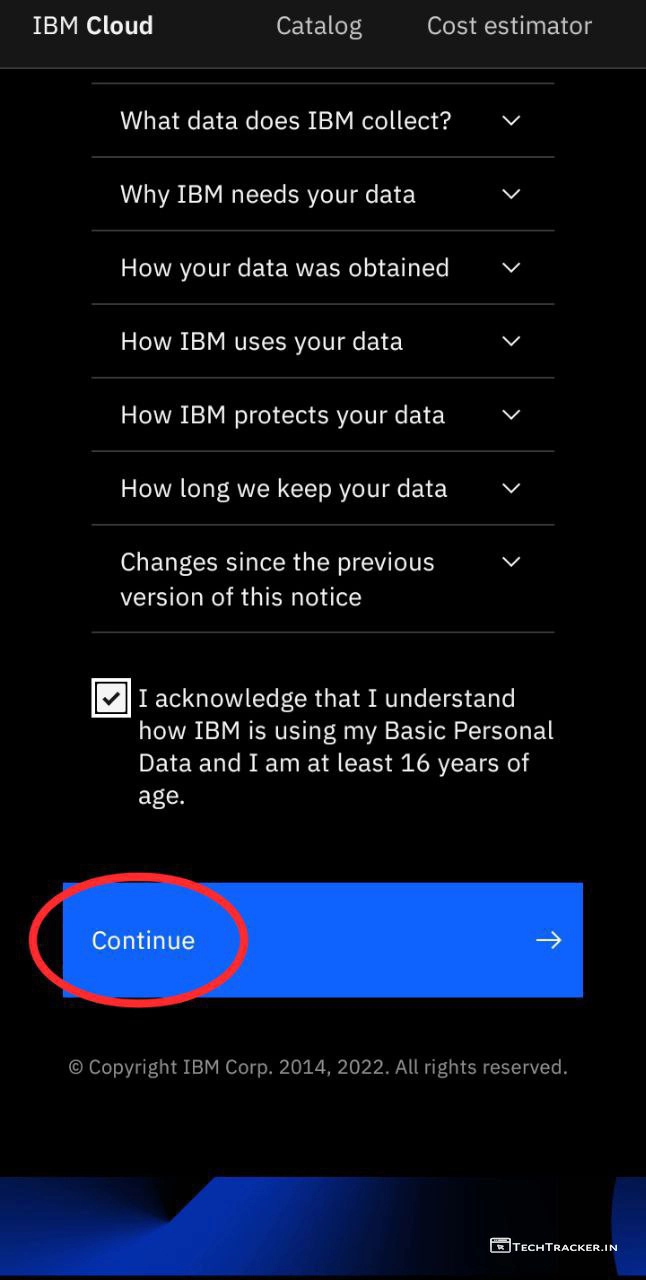 IBM Cloud Catalog Cost estimator
What data does IBM collect?
Why IBM needs your data
How your data was obtained
How IBM uses your data
How IBM protects your data
How long we keep your data
Changes since the previous
version of this notice
I acknowledge that I understand
how IBM is using my Basic Personal
Data and I am at least 16 years of
age.
Continue
© Copyright IBM Corp. 2014, 2022. All rights reserved.
TECHTRACKER.IN